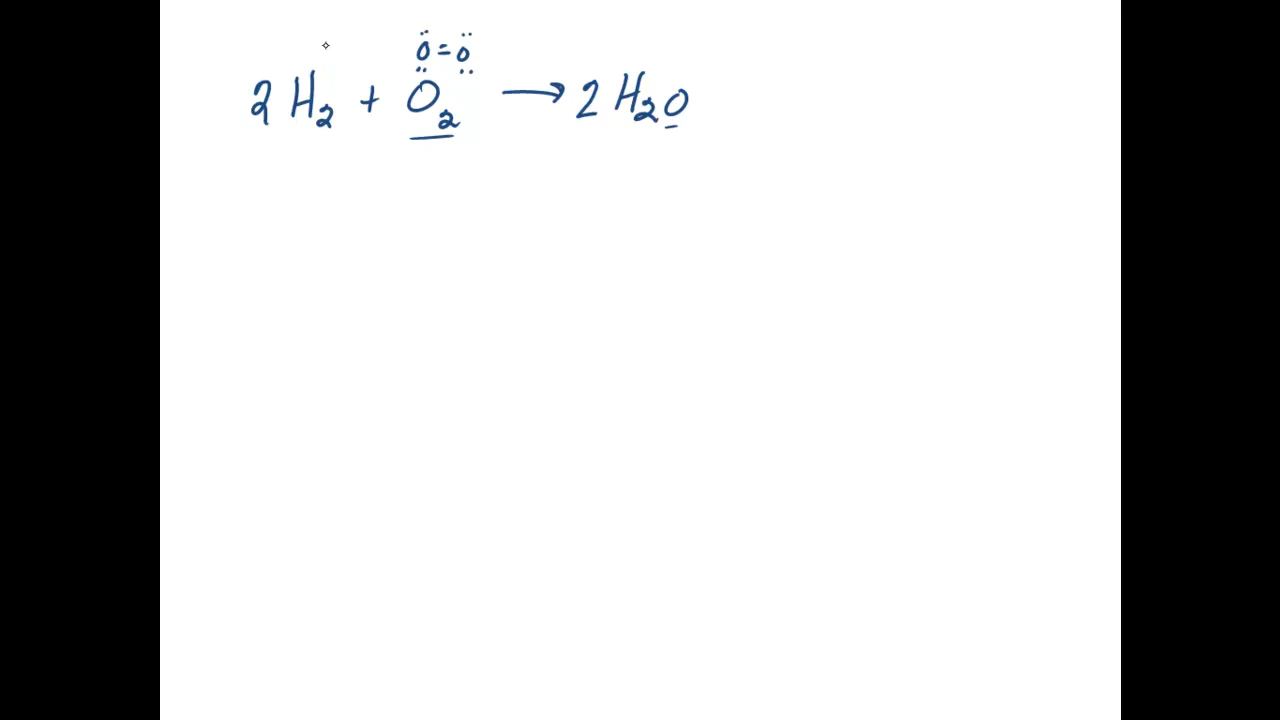 Ö=Ö
2 H₂ + O₂ → 2 H₂O